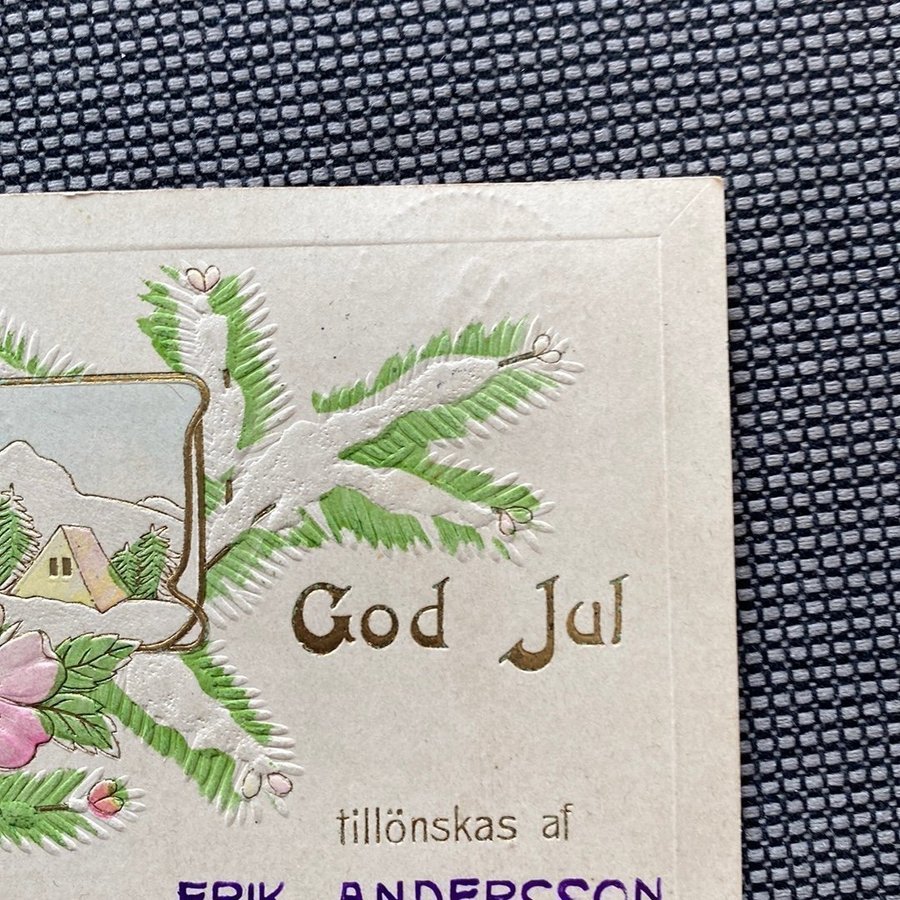 God Jul
tillönskas af
ERIK ANDERSSON